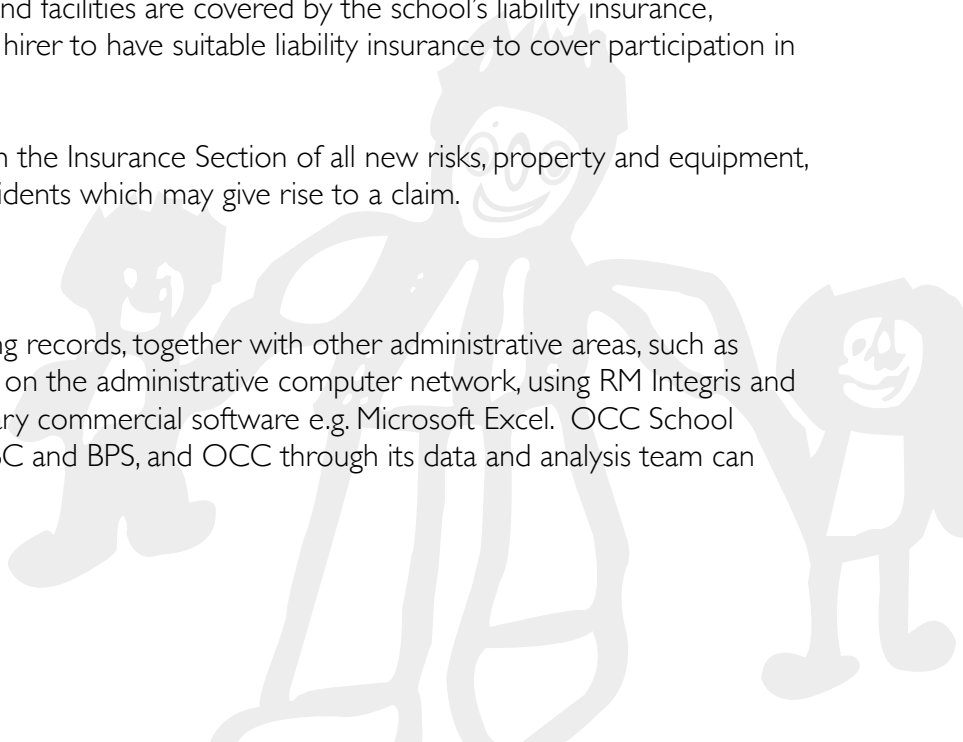 nd facilities are covered by the school's liability insurance,
hirer to have suitable liability insurance to cover participation in
the Insurance Section of all new risks, property and equipment,
idents which may give rise to a claim.
records, together with other administrative areas, such as
on the administrative computer network, using RM Integris and
ary commercial software e.g. Microsoft Excel. OCC School
C and BPS, and OCC through its data and analysis team can